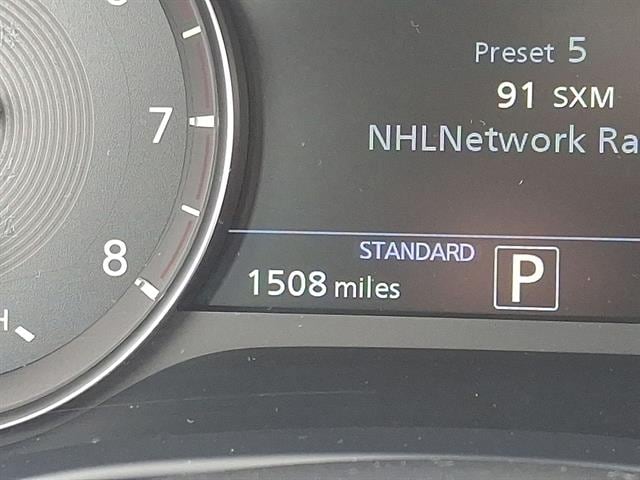 Preset 5
91 SXM
NHLNetwork Ra
7
STANDARD
8
1508 miles
P
H